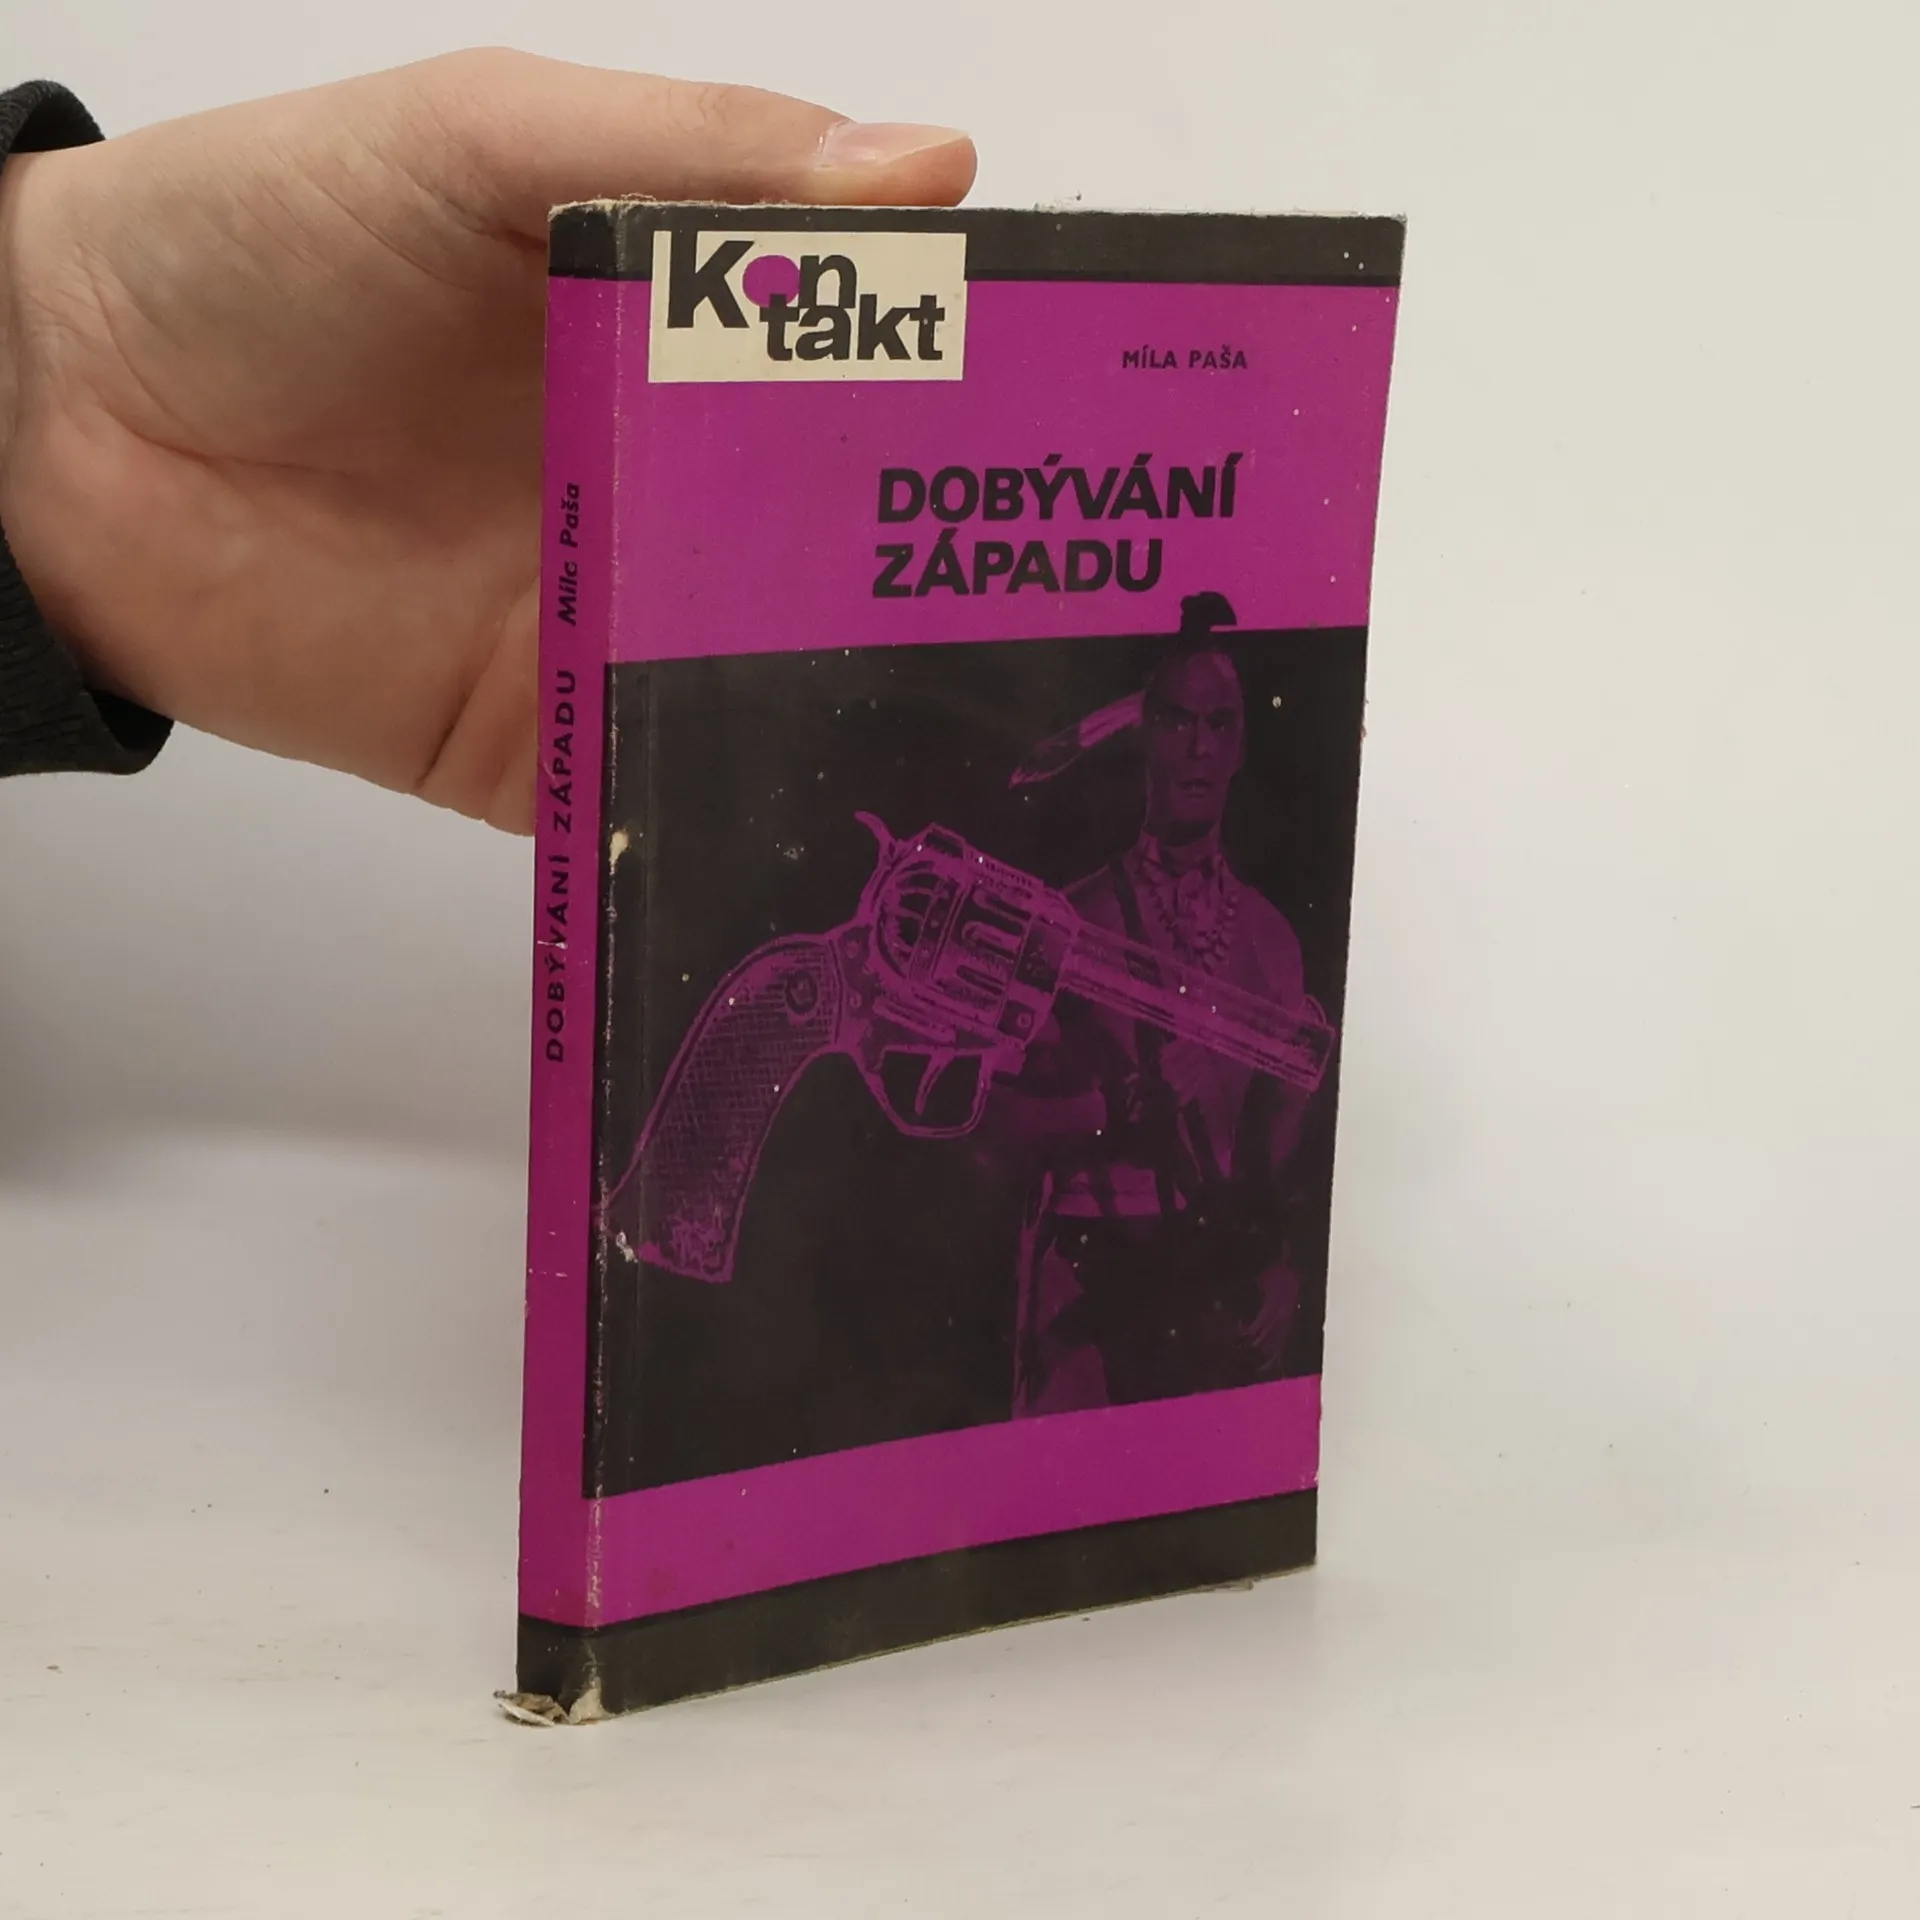 Kontakt
MÍLA PAŠA
DOBÝVÁNÍ
ZÁPADU
DOBÝVÁNÍ ZÁPADU Míla Paša